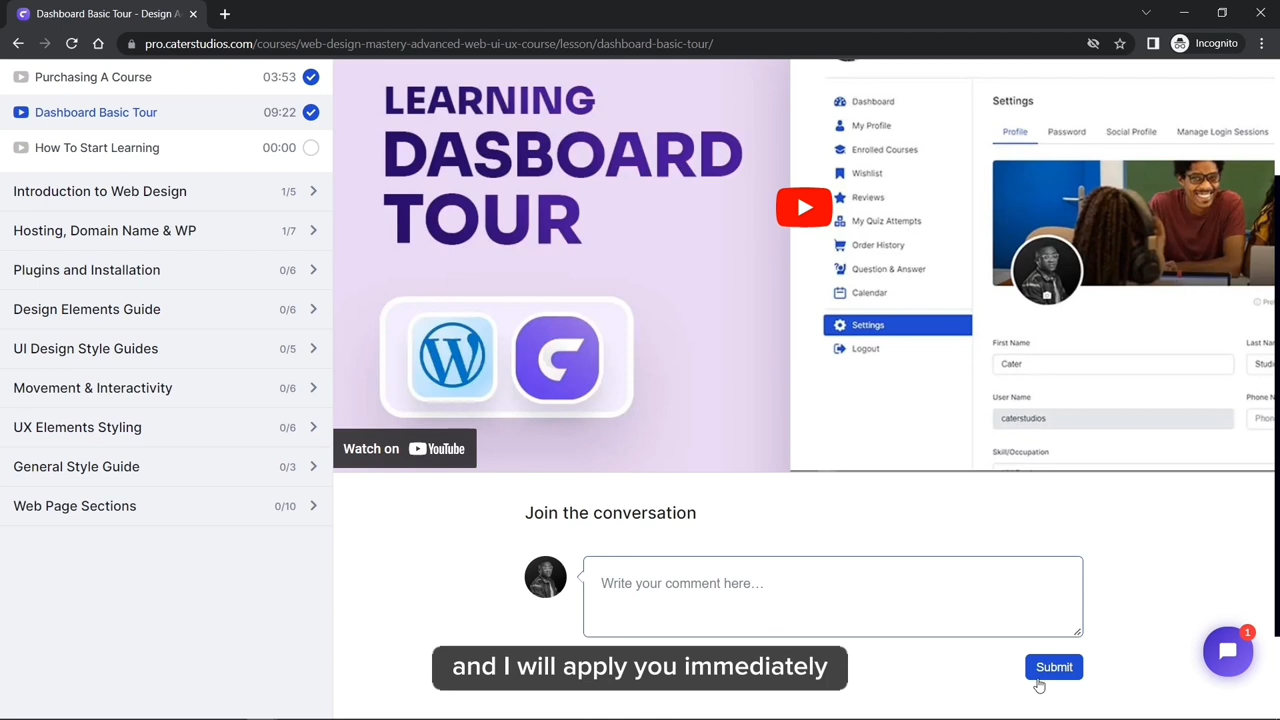 Dashboard Basic Tour - Design A
Incognito
pro.caterstudios.com/courses/web-design-mastery-advanced-web-ui-ux-course/lesson/dashboard-basic-tour/
Purchasing A Course 03:53
Dashboard Basic Tour 09:22
How To Start Learning 00:00
Introduction to Web Design 1/5
Hosting, Domain Name & WP 1/7
Plugins and Installation 0/6
Design Elements Guide 0/6
UI Design Style Guides 0/5
Movement & Interactivity 0/6
UX Elements Styling 0/6
General Style Guide 0/3
Web Page Sections 0/10
LEARNING
DASBOARD
TOUR
Watch on YouTube
Dashboard
My Profile
Enrolled Courses
Wishlist
Reviews
My Quiz Attempts
Order History
Question & Answer
Calendar
Settings
Logout
Settings
Profile Password Social Profile Manage Login Sessions
First Name Last Na
Cater Studi
User Name Phone N
caterstudios Phon
Skill/Occupation
Join the conversation
Write your comment here…
and I will apply you immediately
Submit
1